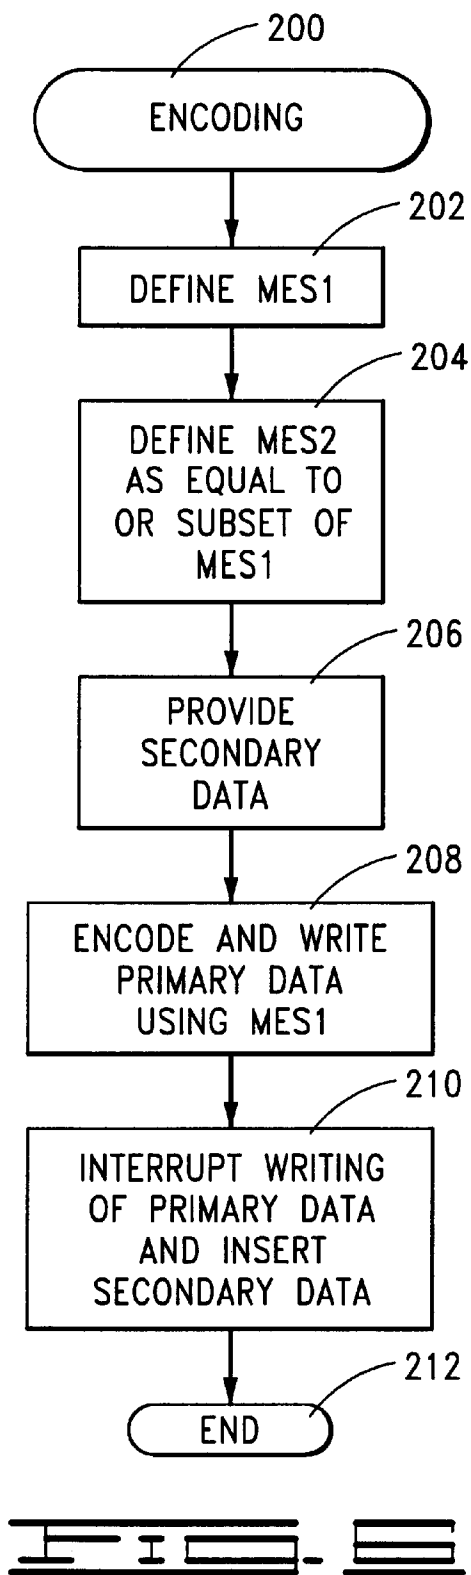 200
ENCODING
202
DEFINE MES1
204
DEFINE MES2
AS EQUAL TO
OR SUBSET OF
MES1
206
PROVIDE
SECONDARY
DATA
208
ENCODE AND WRITE
PRIMARY DATA
USING MES1
210
INTERRUPT WRITING
OF PRIMARY DATA
AND INSERT
SECONDARY DATA
212
END